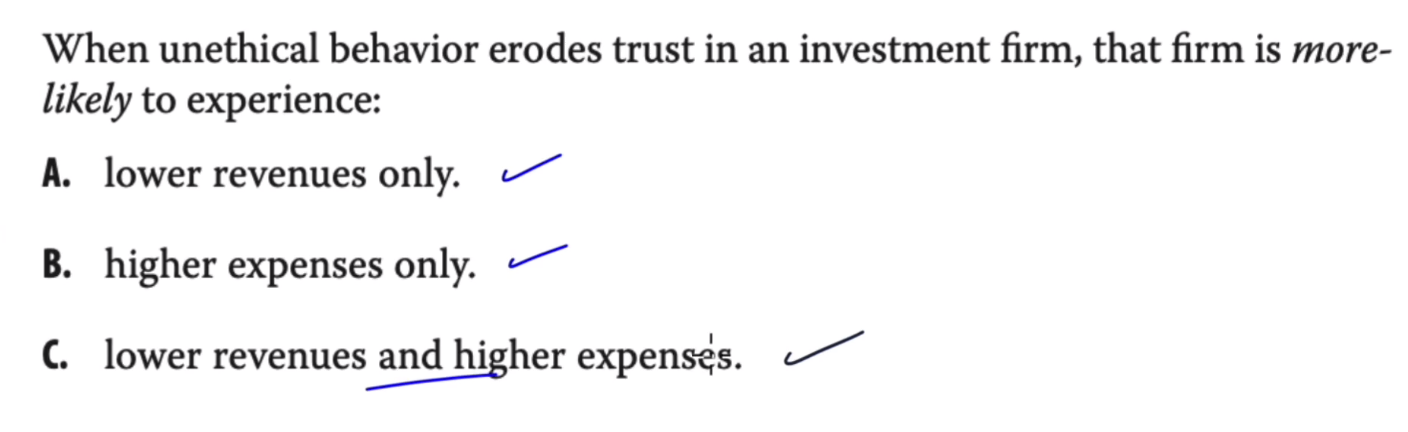 When unethical behavior erodes trust in an investment firm, that firm is more-
likely to experience:
A. lower revenues only.
B. higher expenses only.
C. lower revenues and higher expenses.